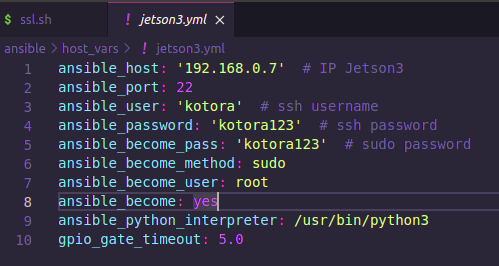 $ ssl.sh ! jetson3.yml ×
ansible > host_vars > ! jetson3.yml
1 ansible_host: '192.168.0.7' # IP Jetson3
2 ansible_port: 22
3 ansible_user: 'kotora' # ssh username
4 ansible_password: 'kotora123' # ssh password
5 ansible_become_pass: 'kotora123' # sudo password
6 ansible_become_method: sudo
7 ansible_become_user: root
8 ansible_become: yes
9 ansible_python_interpreter: /usr/bin/python3
10 gpio_gate_timeout: 5.0